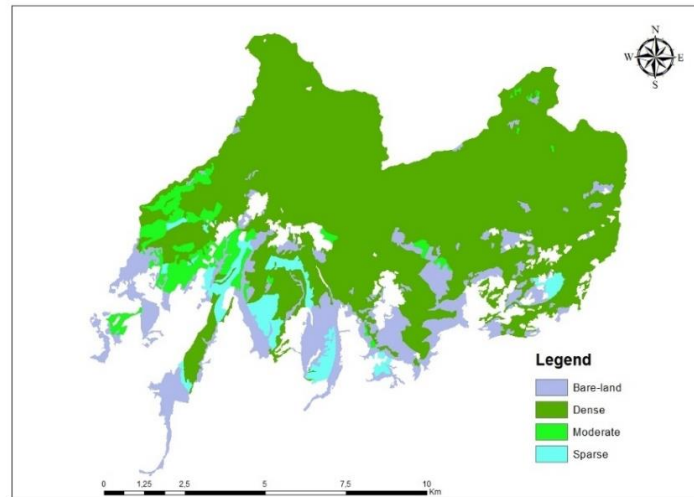 N
W E
S
Legend
Bare-land
Dense
Moderate
Sparse
0 1,25 2,5 5 7,5 10
Km